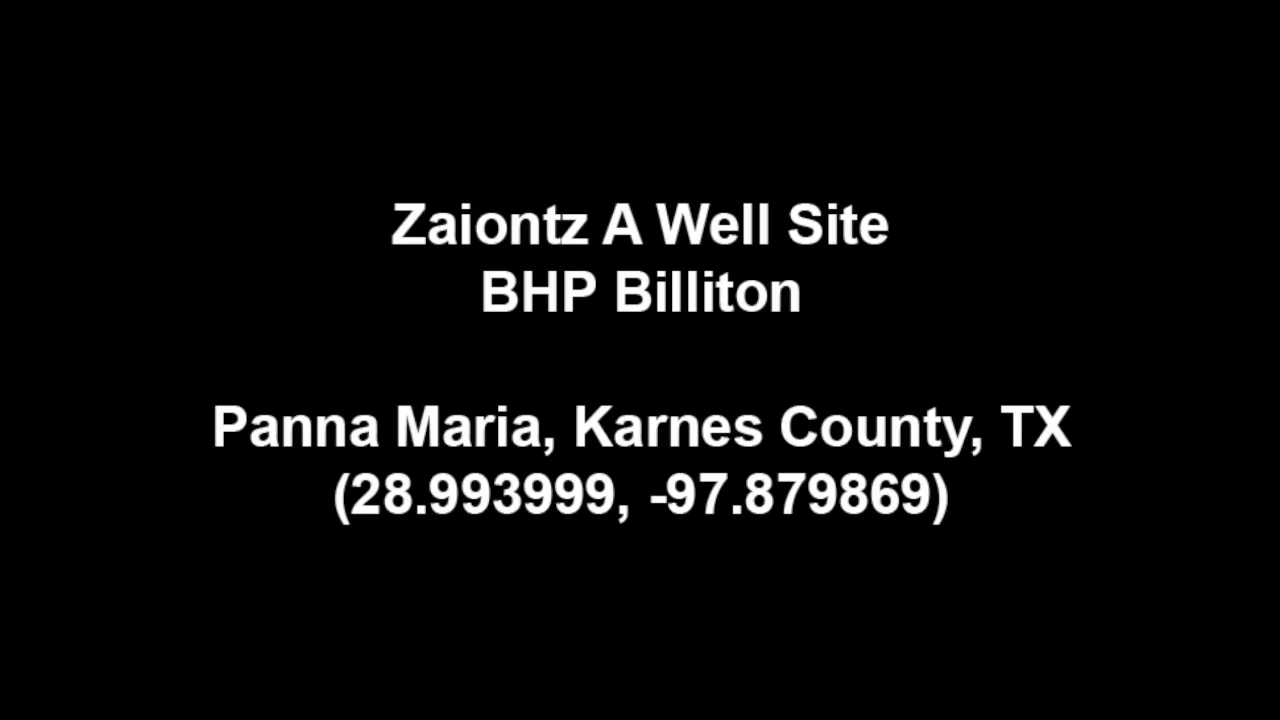 Zaiontz A Well Site
BHP Billiton
Panna Maria, Karnes County, TX
(28.993999, -97.879869)